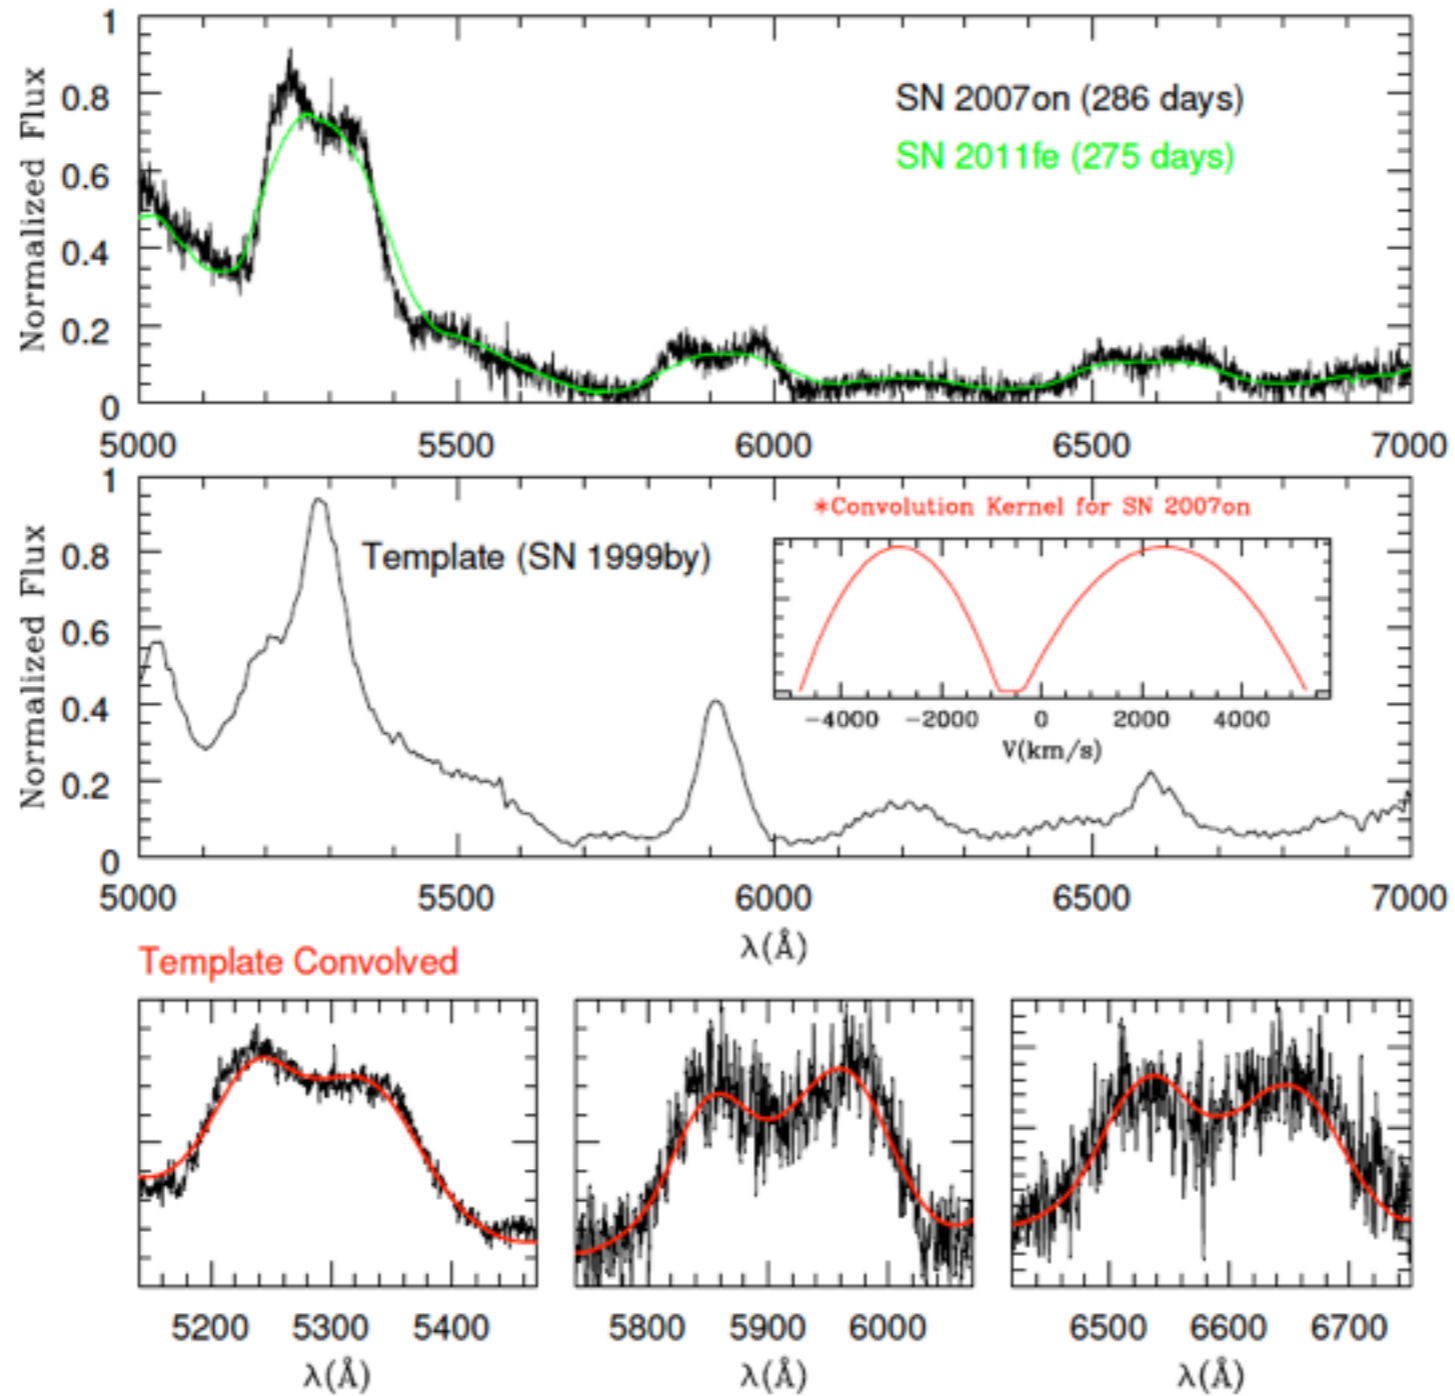 SN 2007on (286 days)
SN 2011fe (275 days)
Normalized Flux
1
0.8
0.6
0.4
0.2
0
5000 5500 6000 6500 7000
*Convolution Kernel for SN 2007on
Template (SN 1999by)
Normalized Flux
1
0.8
0.6
0.4
0.2
0
-4000 -2000 0 2000 4000
V(km/s)
5000 5500 6000 6500 7000
λ(Å)
Template Convolved
5200 5300 5400
5800 5900 6000
6500 6600 6700
λ(Å)
λ(Å)
λ(Å)